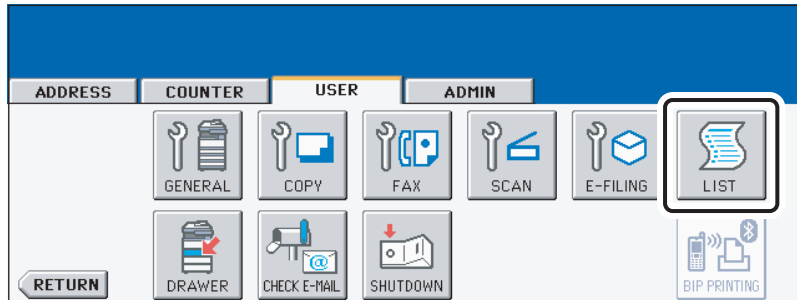 ADDRESS COUNTER USER ADMIN
GENERAL COPY FAX SCAN E-FILING LIST
@
DRAWER CHECK E-MAIL SHUTDOWN BIP PRINTING
RETURN